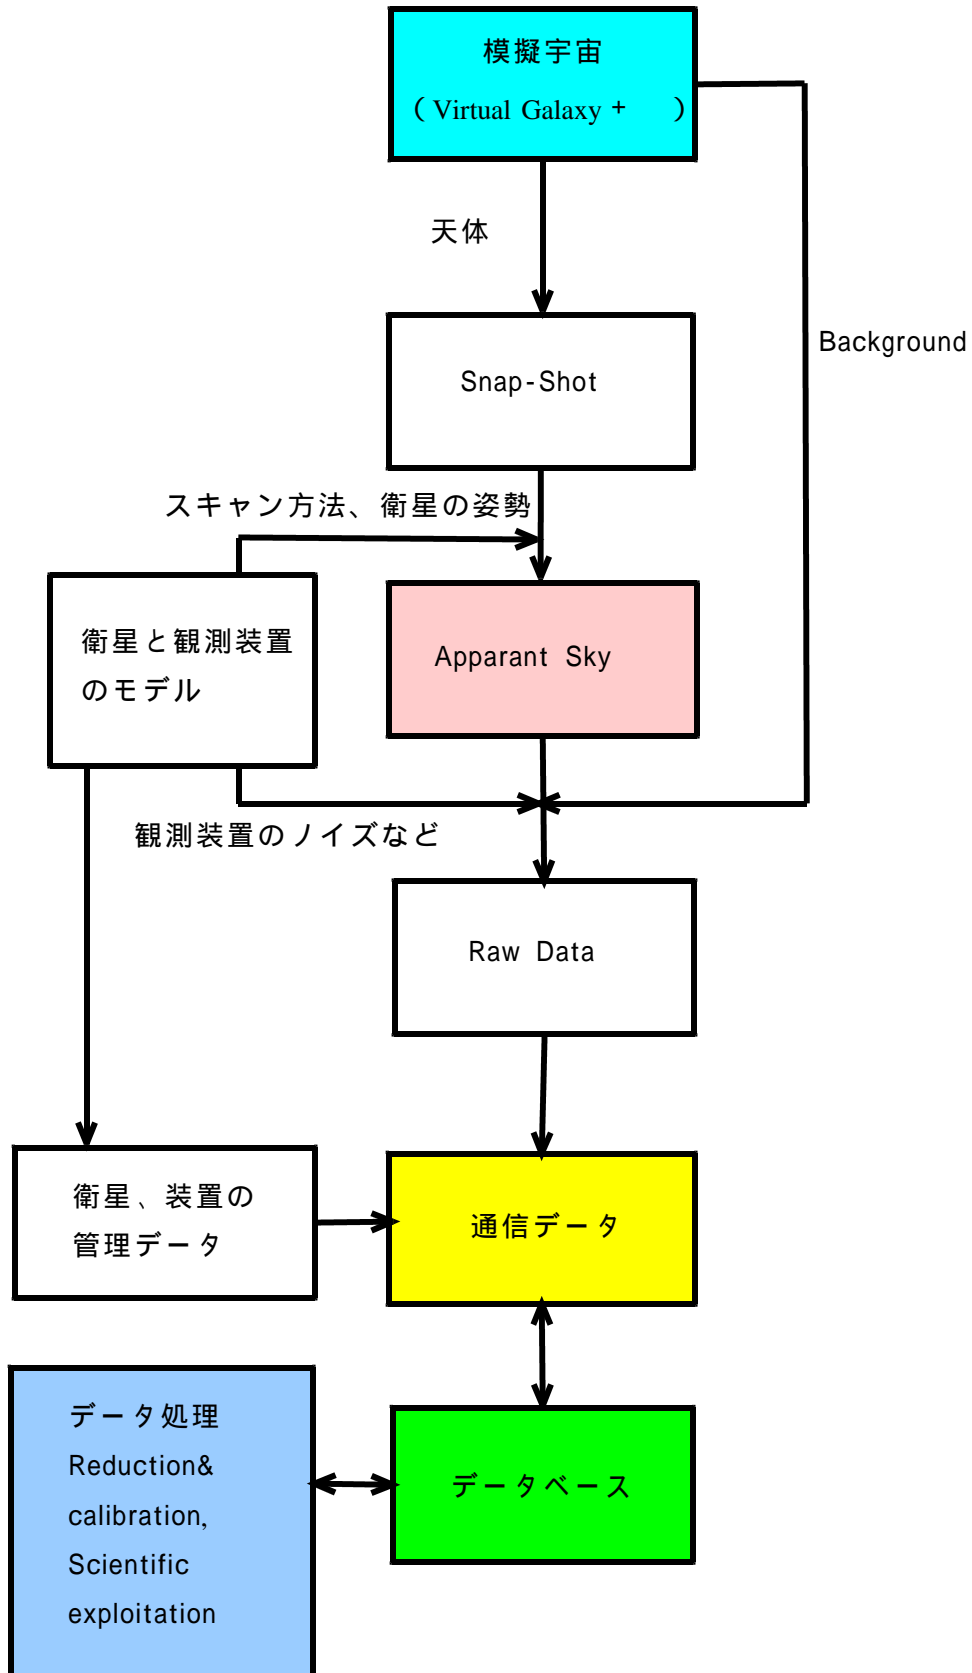 模擬宇宙
（Virtual Galaxy +　）
天体
Background
Snap-Shot
スキャン方法、衛星の姿勢
衛星と観測装置
のモデル
Apparant Sky
観測装置のノイズなど
Raw Data
衛星、装置の
管理データ
通信データ
データ処理
Reduction&
calibration,
Scientific
exploitation
データベース